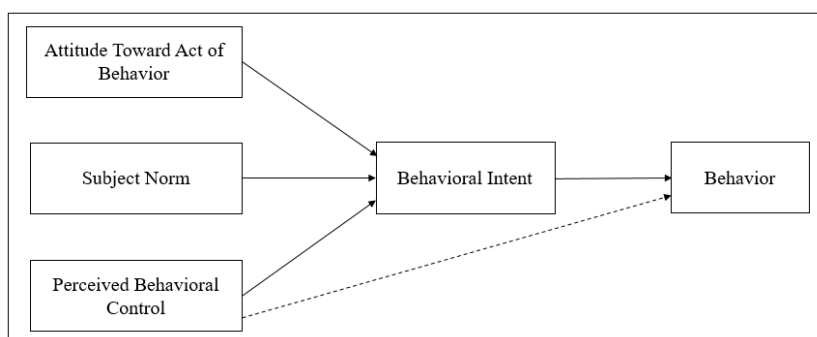 Attitude Toward Act of
Behavior
Subject Norm
Behavioral Intent
Behavior
Perceived Behavioral
Control